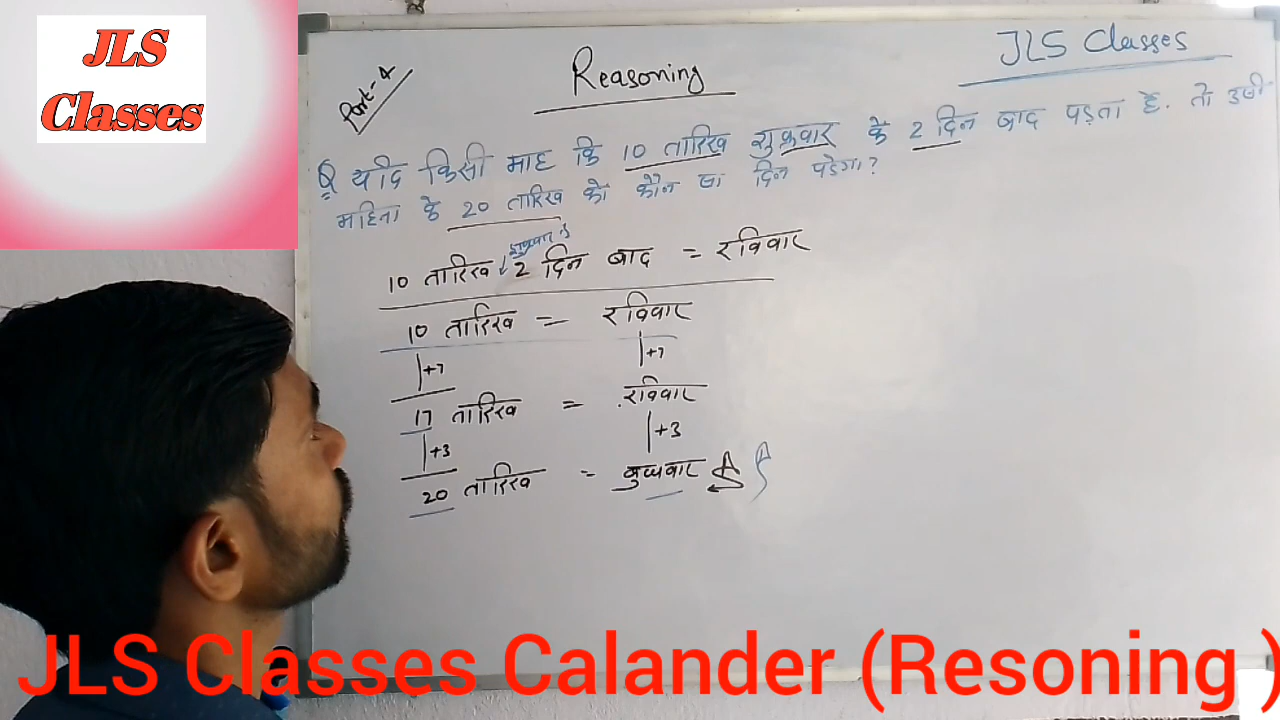 JLS
Classes
Part-4
Reasoning
JLS Classes
Q यदि किसी माह कि 10 तारिख शुक्रवार के 2 दिन बाद पड़ता है. तो उसी
महिना के 20 तारिख को कौन सा दिन पड़ेगा?
शुक्रवार के
10 तारिख 2 दिन बाद = रविवार
10 तारिख = रविवार
+7 +7
17 तारिख = रविवार
+3 +3
20 तारिख = बुधवार
JLS Classes Calander (Resoning )